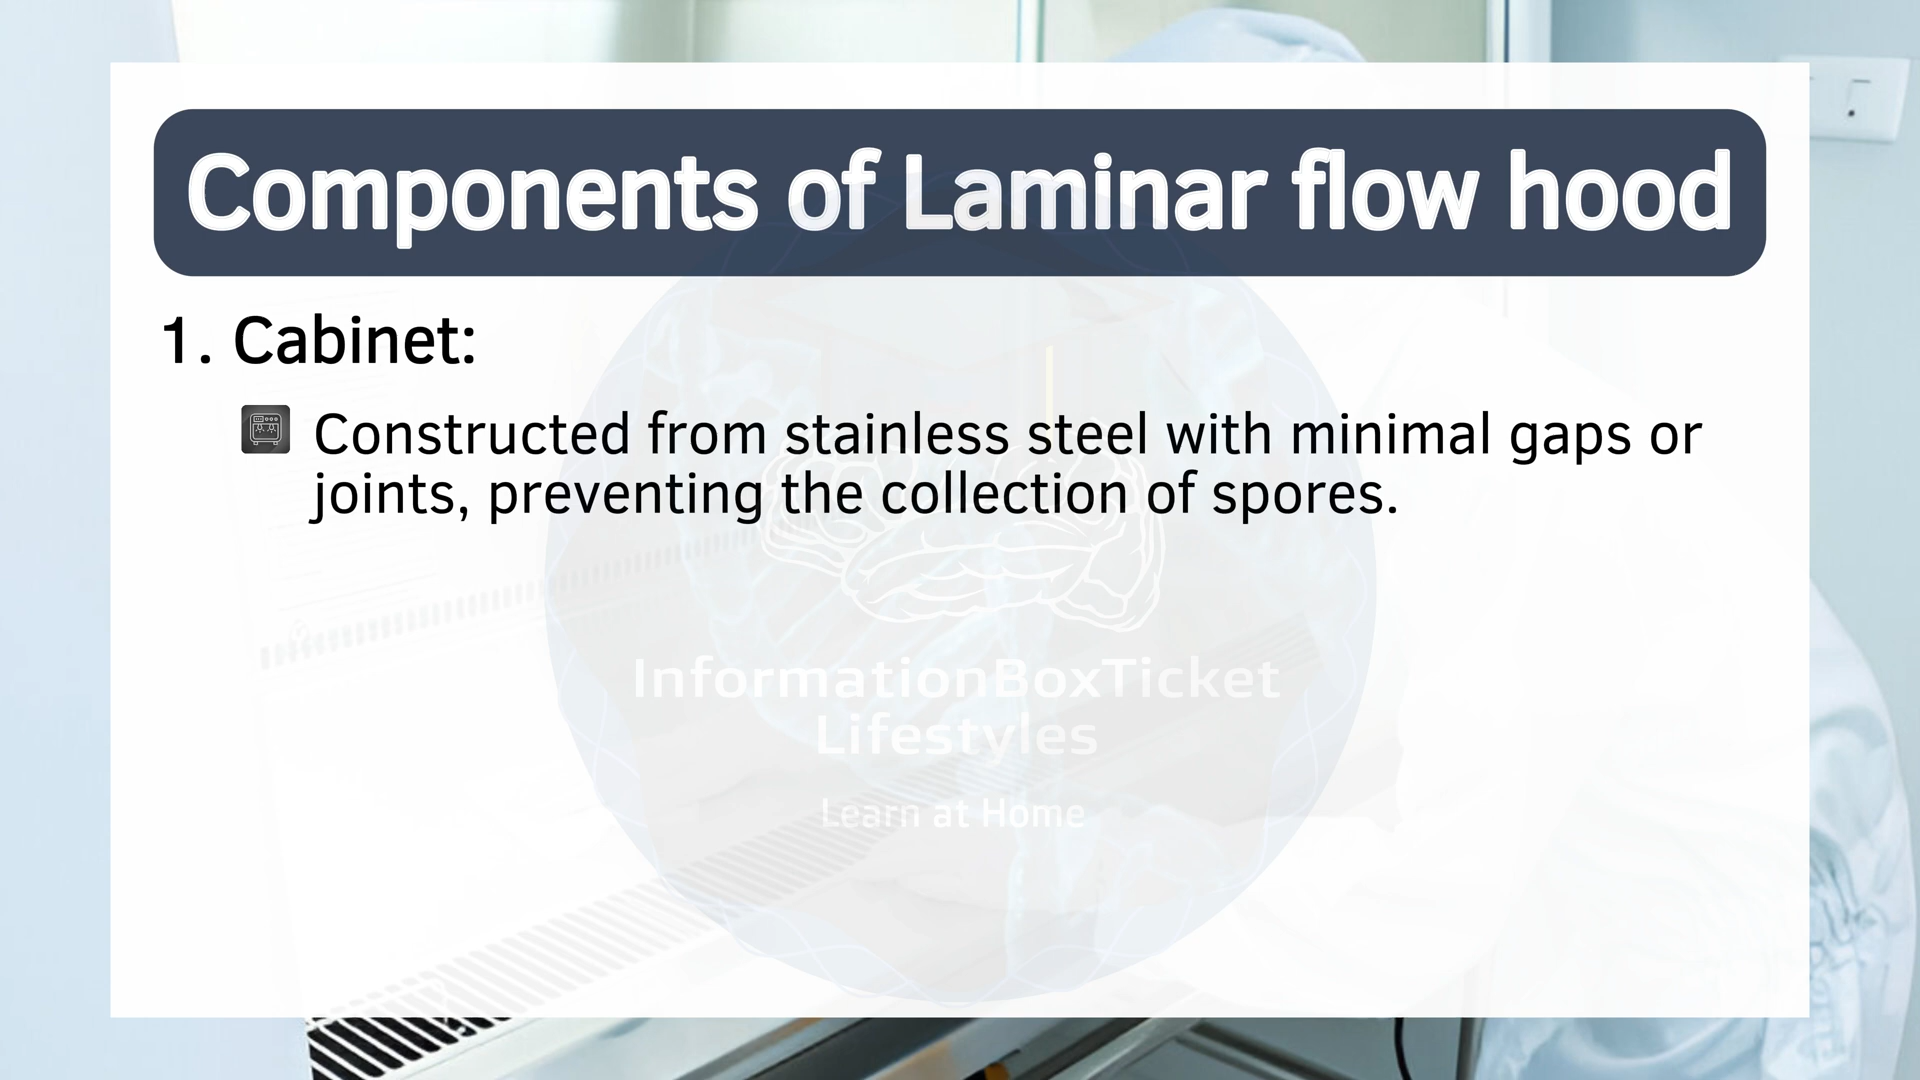 Components of Laminar flow hood
1. Cabinet:
Constructed from stainless steel with minimal gaps or
joints, preventing the collection of spores.
InformationBoxTicket
Lifestyles
Learn at Home